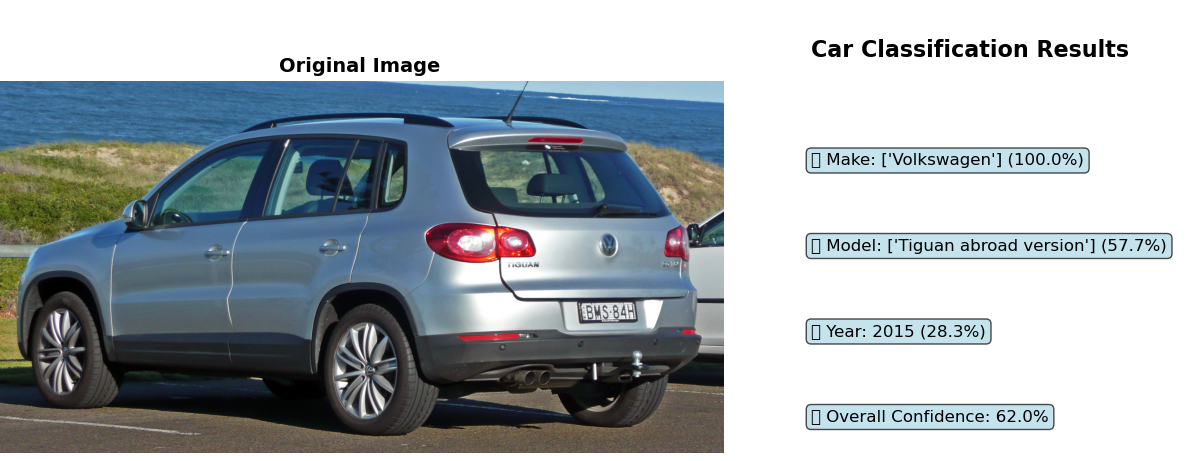 Car Classification Results
Original Image
Make: ['Volkswagen'] (100.0%)
Model: ['Tiguan abroad version'] (57.7%)
Year: 2015 (28.3%)
Overall Confidence: 62.0%
TIGUAN
BMS·84H